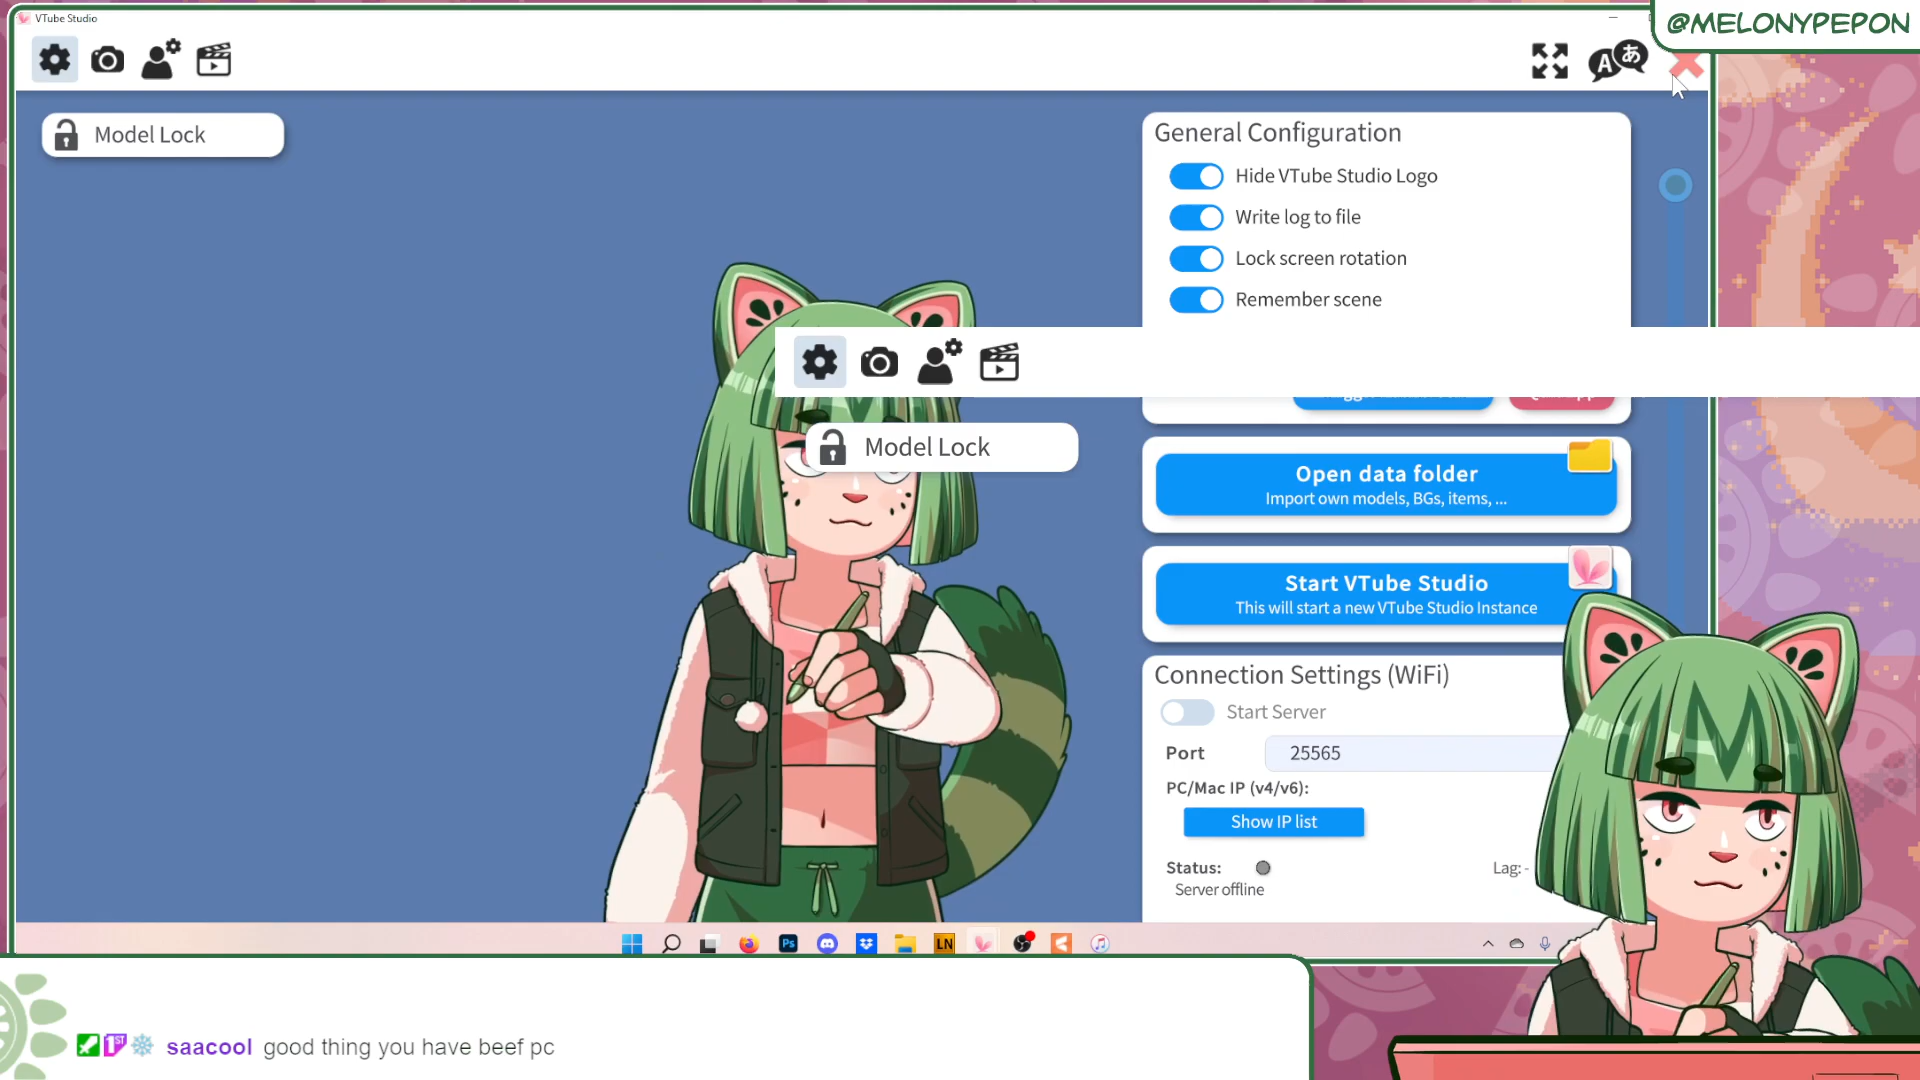 VTube Studio
@MELONYPEPON
Model Lock
General Configuration
Hide VTube Studio Logo
Write log to file
Lock screen rotation
Remember scene
Model Lock
Open data folder
Import own models, BGs, items, ...
Start VTube Studio
This will start a new VTube Studio Instance
Connection Settings (WiFi)
Start Server
Port 25565
PC/Mac IP (v4/v6):
Show IP list
Status:
Lag: -
Server offline
Ps
LN
1ST saacool good thing you have beef pc